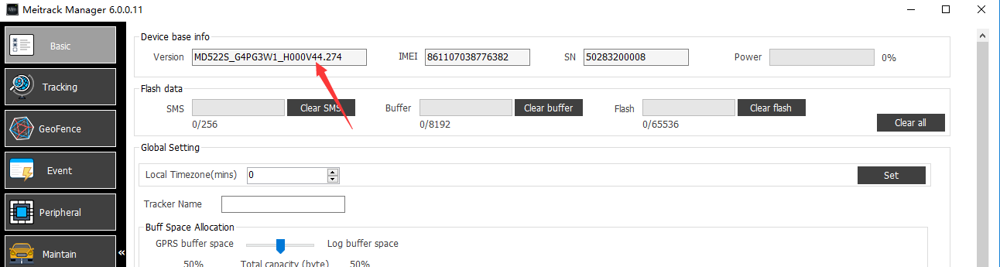 Meitrack Manager 6.0.0.11
Basic
Tracking
GeoFence
Event
Peripheral
Maintain «
Device base info
Version MD522S_G4PG3W1_H000V44.274 IMEI 861107038776382 SN 50283200008 Power 0%
Flash data
SMS Clear SMS Buffer Clear buffer Flash Clear flash
0/256 0/8192 0/65536
Clear all
Global Setting
Local Timezone(mins) 0 Set
Tracker Name
Buff Space Allocation
GPRS buffer space Log buffer space
50% Total capacity (byte) 50%